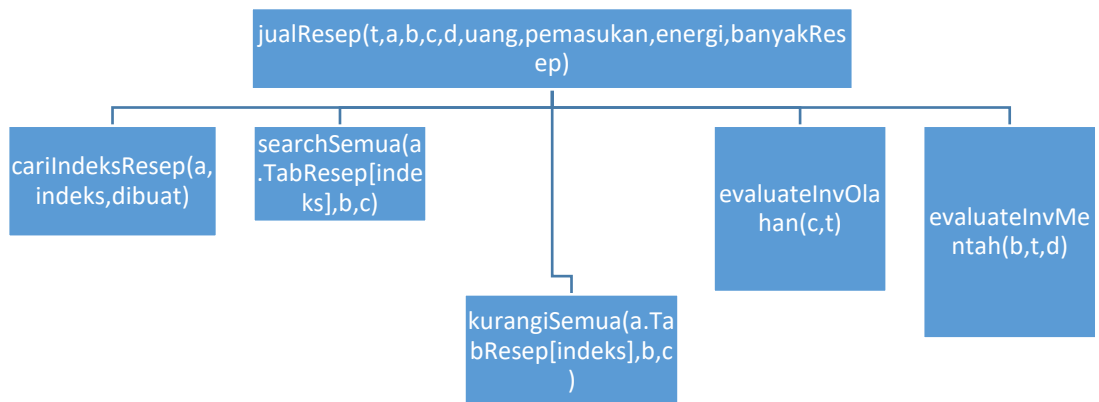 jualResep(t,a,b,c,d,uang,pemasukan,energi,banyakRes
ep)
cariIndeksResep(a,
indeks,dibuat)
searchSemua(a
.TabResep[inde
ks],b,c)
evaluateInvOla
han(c,t)
evaluateInvMe
ntah(b,t,d)
kurangiSemua(a.Ta
bResep[indeks],b,c
)